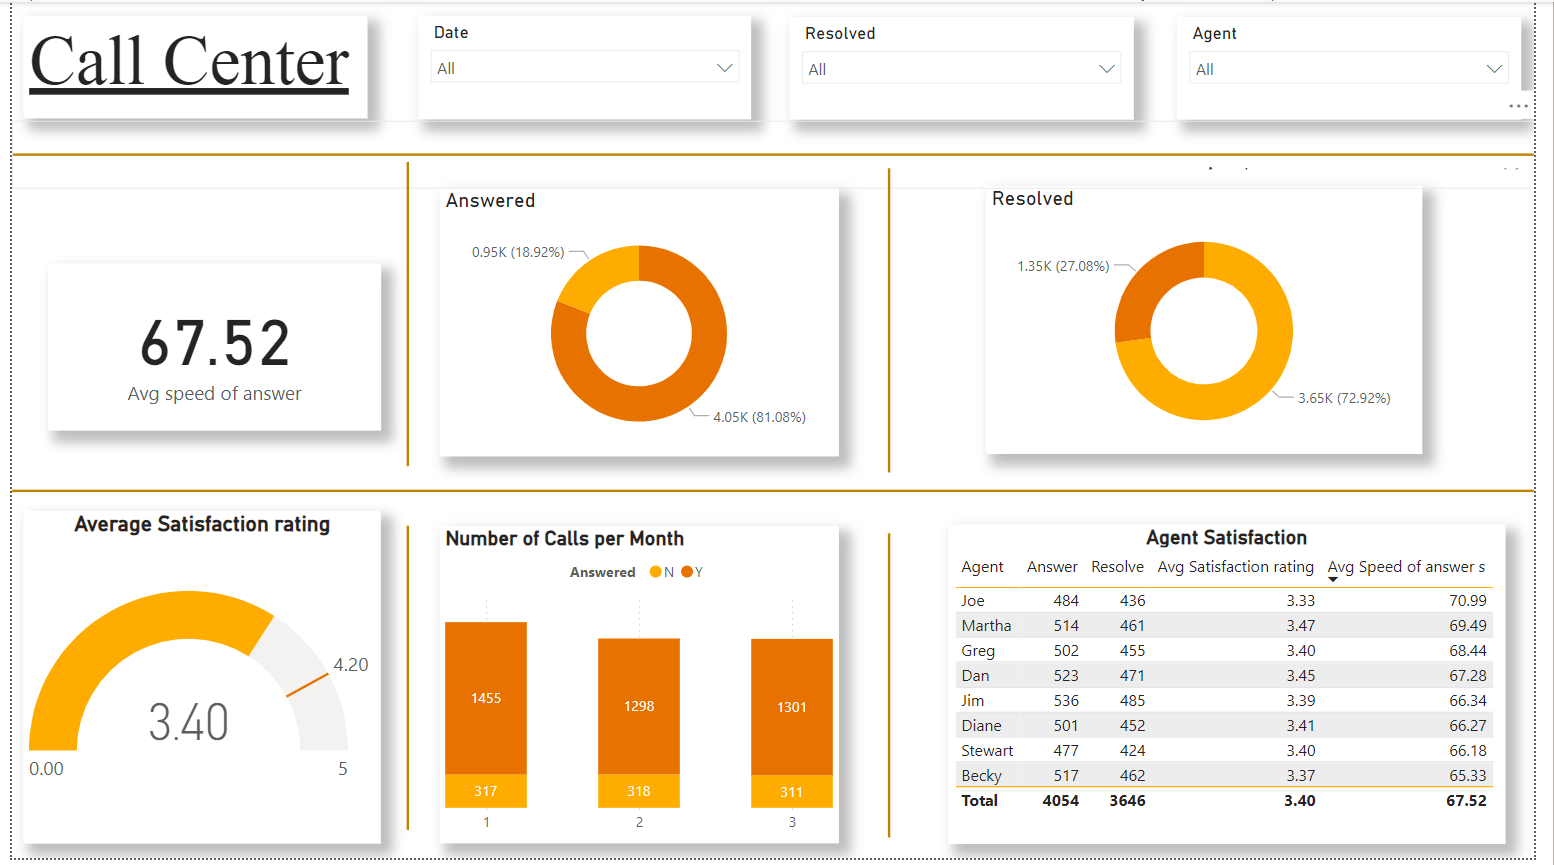 Call Center
Date
All
Resolved
All
Agent
All
67.52
Avg speed of answer
Answered
0.95K (18.92%)
4.05K (81.08%)
Resolved
1.35K (27.08%)
3.65K (72.92%)
Average Satisfaction rating
4.20
3.40
0.00 5
Number of Calls per Month
Answered N Y
1455 1298 1301
317 318 311
1 2 3
Agent Satisfaction
Agent Answer Resolve Avg Satisfaction rating Avg Speed of answer s
Joe 484 436 3.33 70.99
Martha 514 461 3.47 69.49
Greg 502 455 3.40 68.44
Dan 523 471 3.45 67.28
Jim 536 485 3.39 66.34
Diane 501 452 3.41 66.27
Stewart 477 424 3.40 66.18
Becky 517 462 3.37 65.33
Total 4054 3646 3.40 67.52